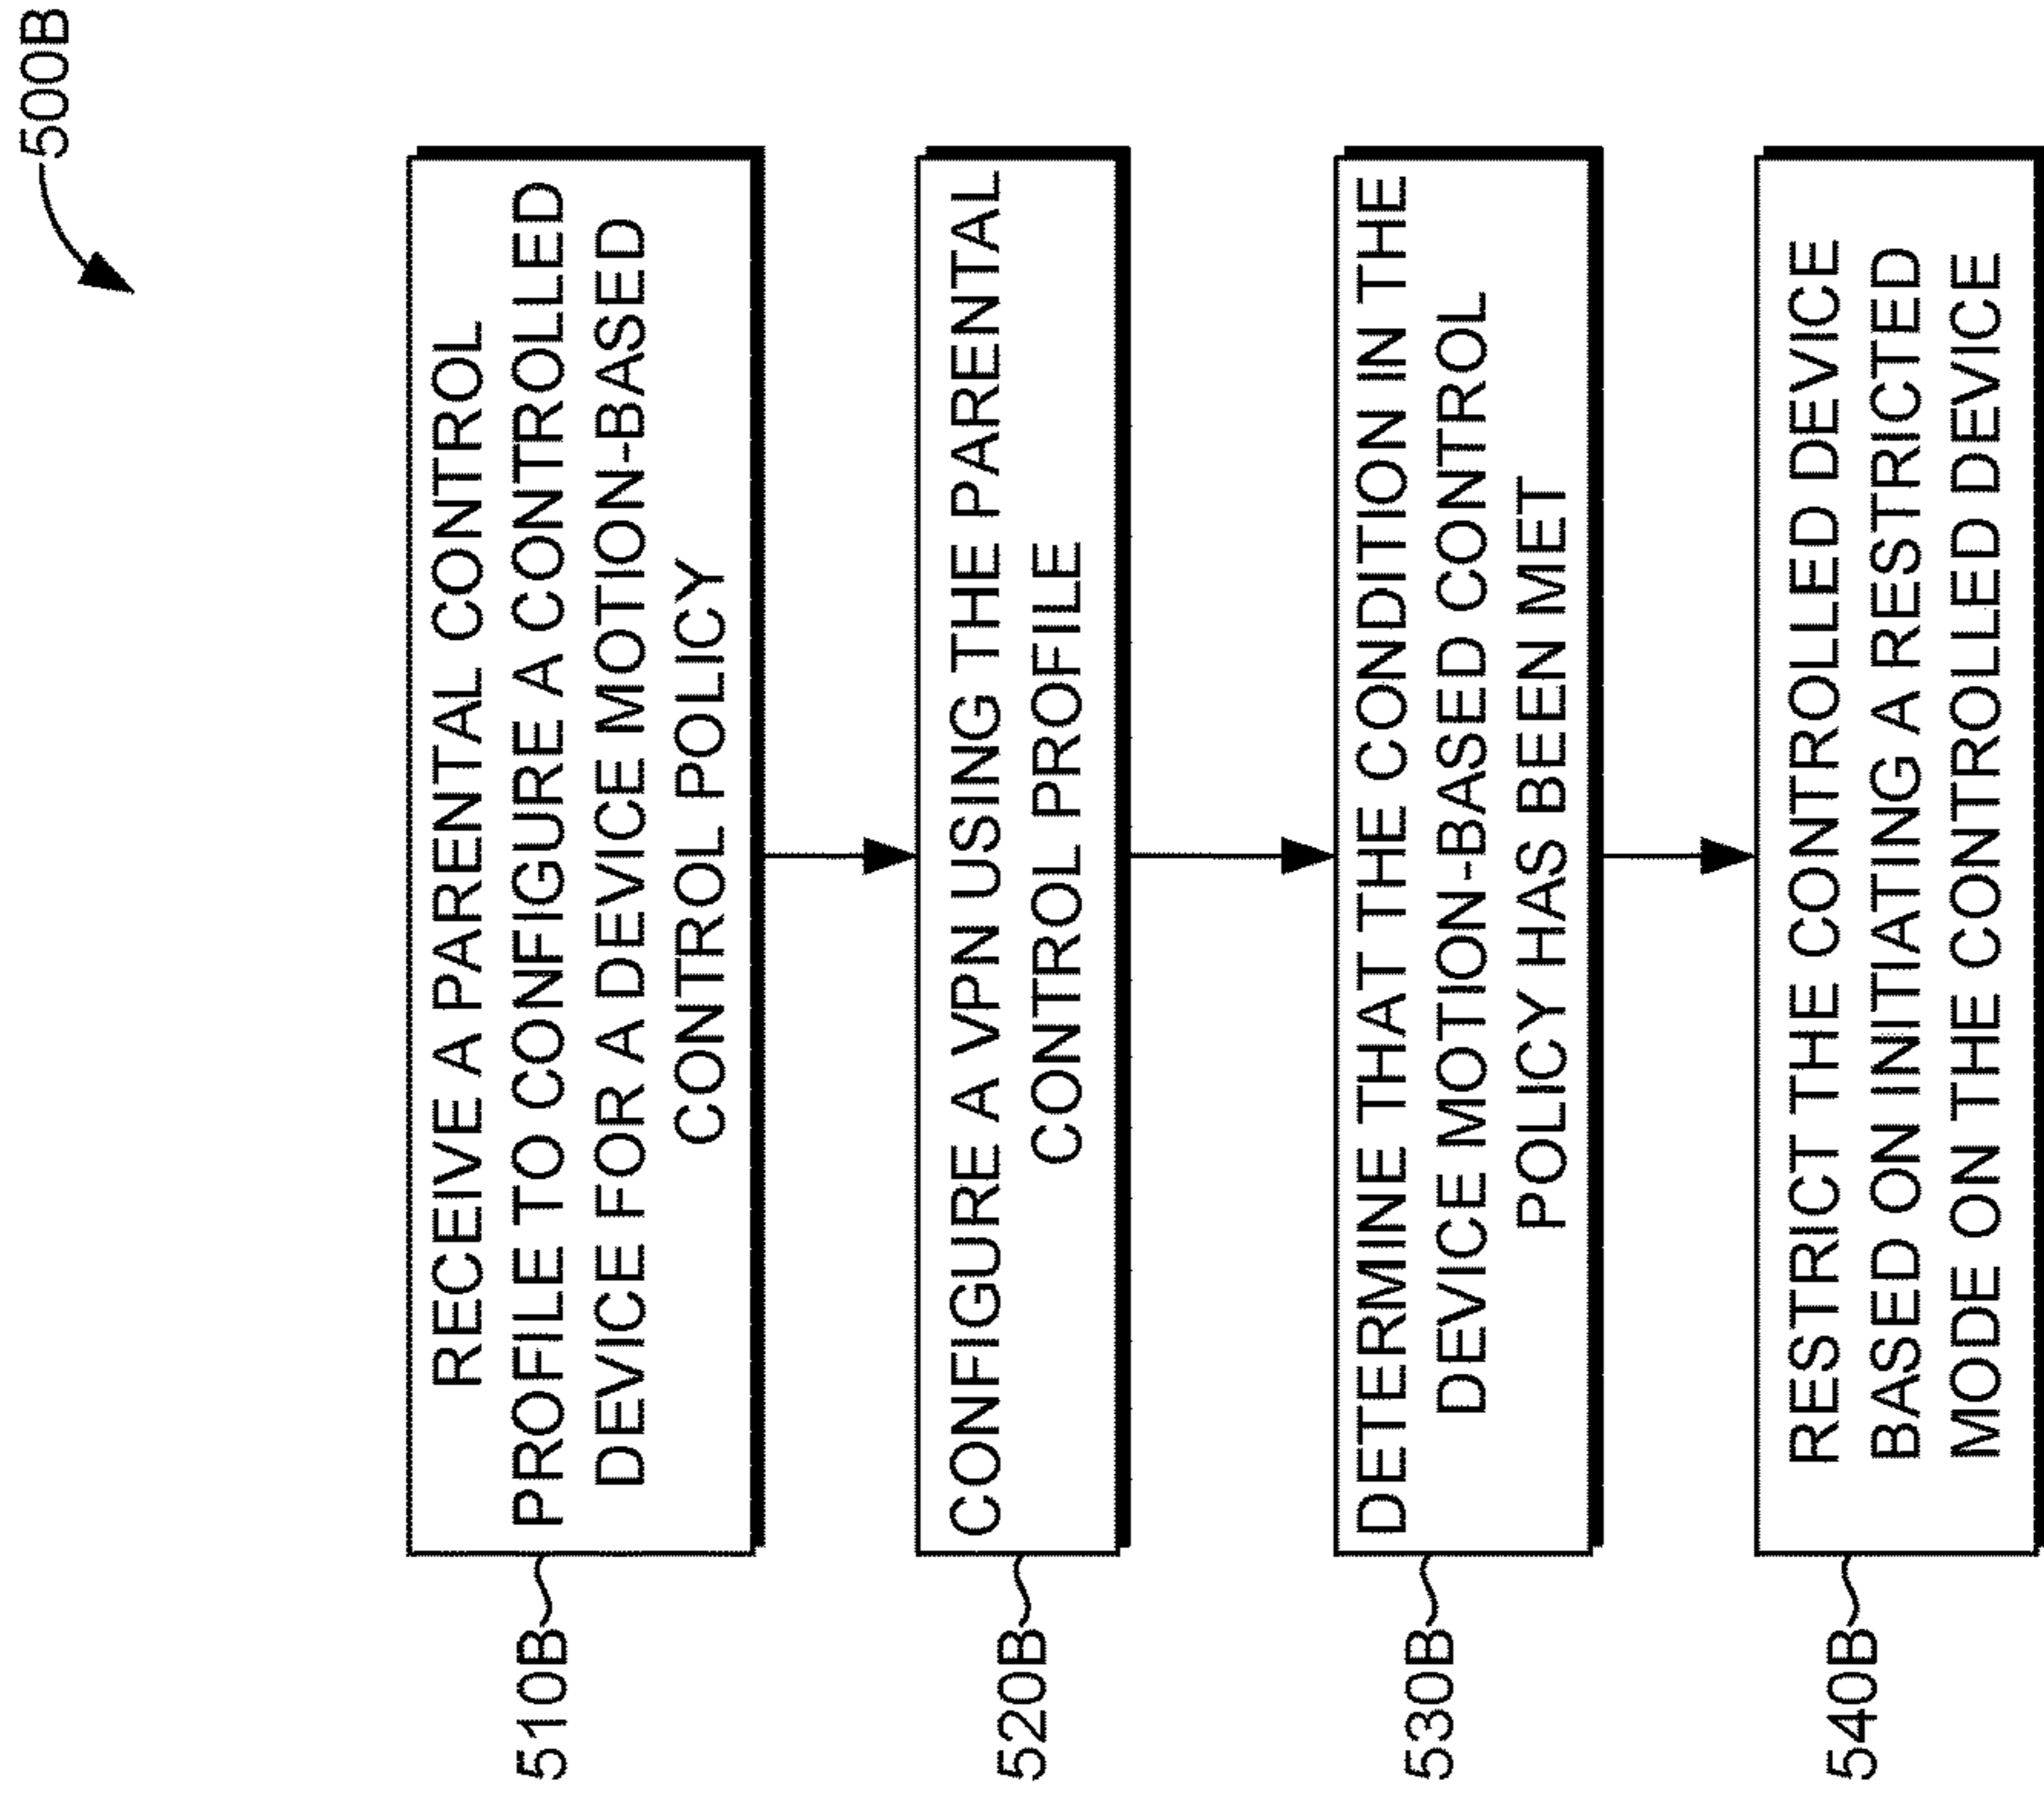 500B
510B
RECEIVE A PARENTAL CONTROL
PROFILE TO CONFIGURE A CONTROLLED
DEVICE FOR A DEVICE MOTION-BASED
CONTROL POLICY
520B
CONFIGURE A VPN USING THE PARENTAL
CONTROL PROFILE
530B
DETERMINE THAT THE CONDITION IN THE
DEVICE MOTION-BASED CONTROL
POLICY HAS BEEN MET
540B
RESTRICT THE CONTROLLED DEVICE
BASED ON INITIATING A RESTRICTED
MODE ON THE CONTROLLED DEVICE